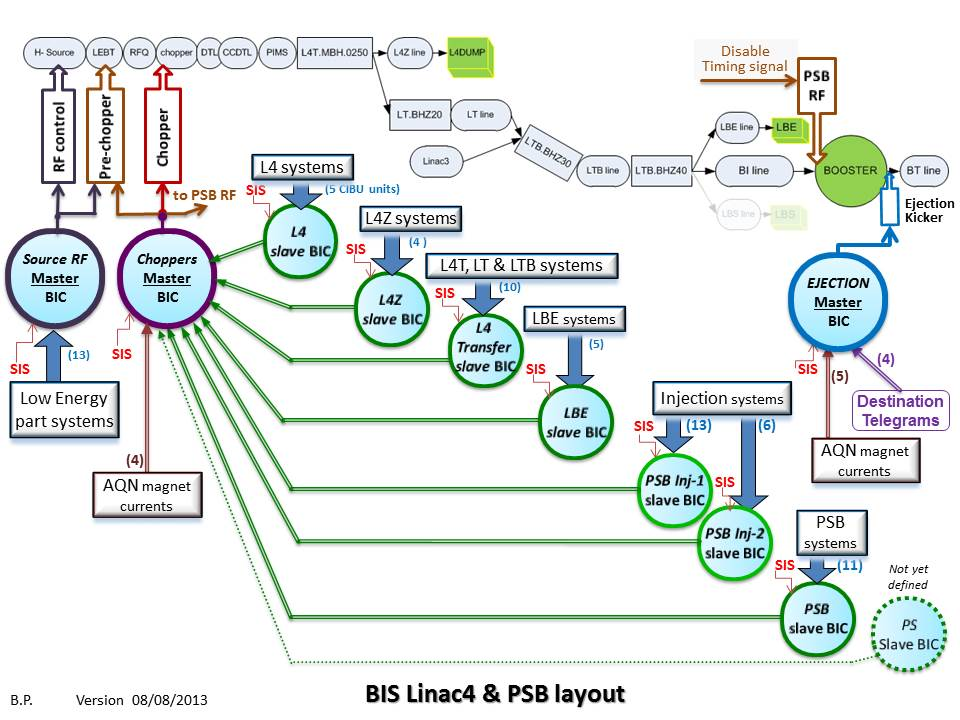 H- Source
LEBT
RFQ
chopper
DTL
CCDTL
PIMS
L4T.MBH.0250
L4Z line
L4DUMP
Disable
Timing signal
PSB
RF
RF control
Pre-chopper
Chopper
LT.BHZ20
LT line
Linac3
LTB.BHZ30
LTB line
LTB.BHZ40
LBE line
LBE
BI line
LBS line
LBS
BOOSTER
BT line
Ejection
Kicker
to PSB RF
L4 systems
SIS
(5 CIBU units)
L4
slave BIC
L4Z systems
SIS
(4 )
L4Z
slave BIC
L4T, LT & LTB systems
SIS
(10)
L4
Transfer
slave BIC
LBE systems
SIS
(5)
LBE
slave BIC
Source RF
Master
BIC
Choppers
Master
BIC
EJECTION
Master
BIC
SIS
(13)
Low Energy
part systems
SIS
(4)
AQN magnet
currents
SIS
(5)
(4)
Destination
Telegrams
AQN magnet
currents
Injection systems
SIS
(13)
(6)
PSB Inj-1
slave BIC
SIS
PSB Inj-2
slave BIC
PSB
systems
SIS
(11)
PSB
slave BIC
Not yet
defined
PS
Slave BIC
B.P.
Version 08/08/2013
BIS Linac4 & PSB layout